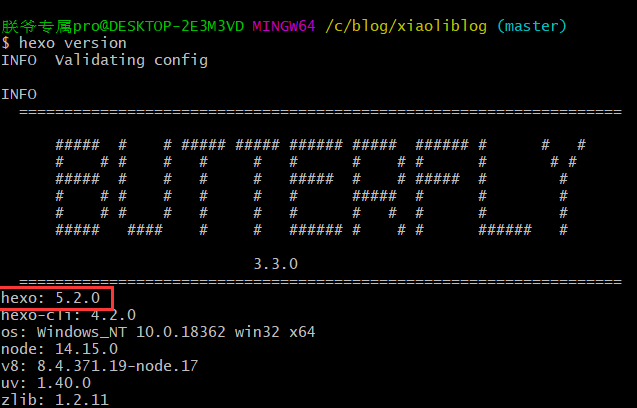 朕爷专属pro@DESKTOP-2E3M3VD MINGW64 /c/blog/xiaoliblog (master)
$ hexo version
INFO  Validating config
INFO
===================================================================
BUTTERFLY
3.3.0
===================================================================
hexo: 5.2.0
hexo-cli: 4.2.0
os: Windows_NT 10.0.18362 win32 x64
node: 14.15.0
v8: 8.4.371.19-node.17
uv: 1.40.0
zlib: 1.2.11